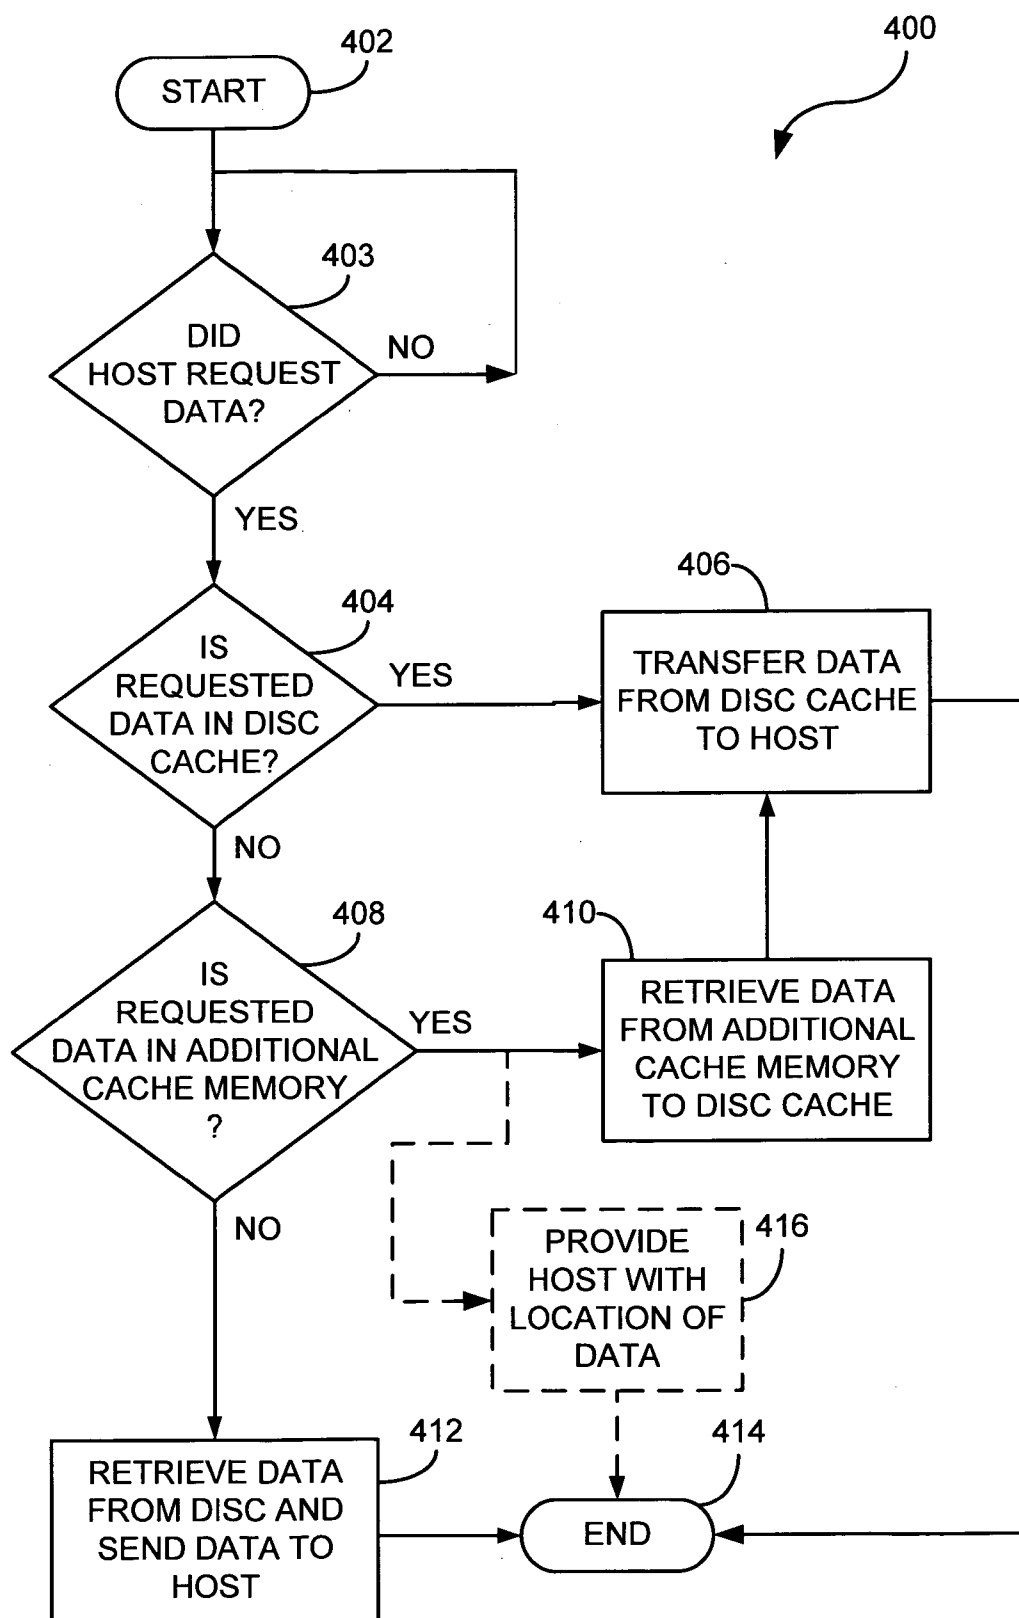 400
402
START
403
DID
HOST REQUEST
DATA?
NO
YES
404
IS
REQUESTED
DATA IN DISC
CACHE?
YES
406
TRANSFER DATA
FROM DISC CACHE
TO HOST
NO
408
IS
REQUESTED
DATA IN ADDITIONAL
CACHE MEMORY
?
YES
410
RETRIEVE DATA
FROM ADDITIONAL
CACHE MEMORY
TO DISC CACHE
NO
416
PROVIDE
HOST WITH
LOCATION OF
DATA
412
RETRIEVE DATA
FROM DISC AND
SEND DATA TO
HOST
414
END